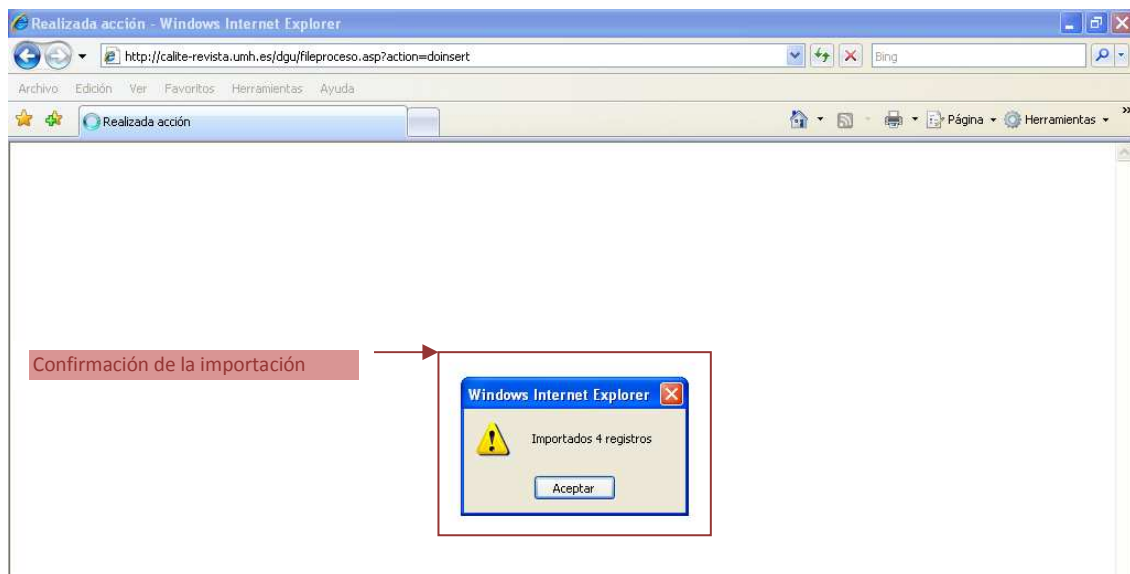 Realizada acción - Windows Internet Explorer
http://calite-revista.umh.es/dgu/fileproceso.asp?action=doinsert
Bing
Archivo Edición Ver Favoritos Herramientas Ayuda
Realizada acción
Página Herramientas »
Confirmación de la importación
Windows Internet Explorer
Importados 4 registros
Aceptar